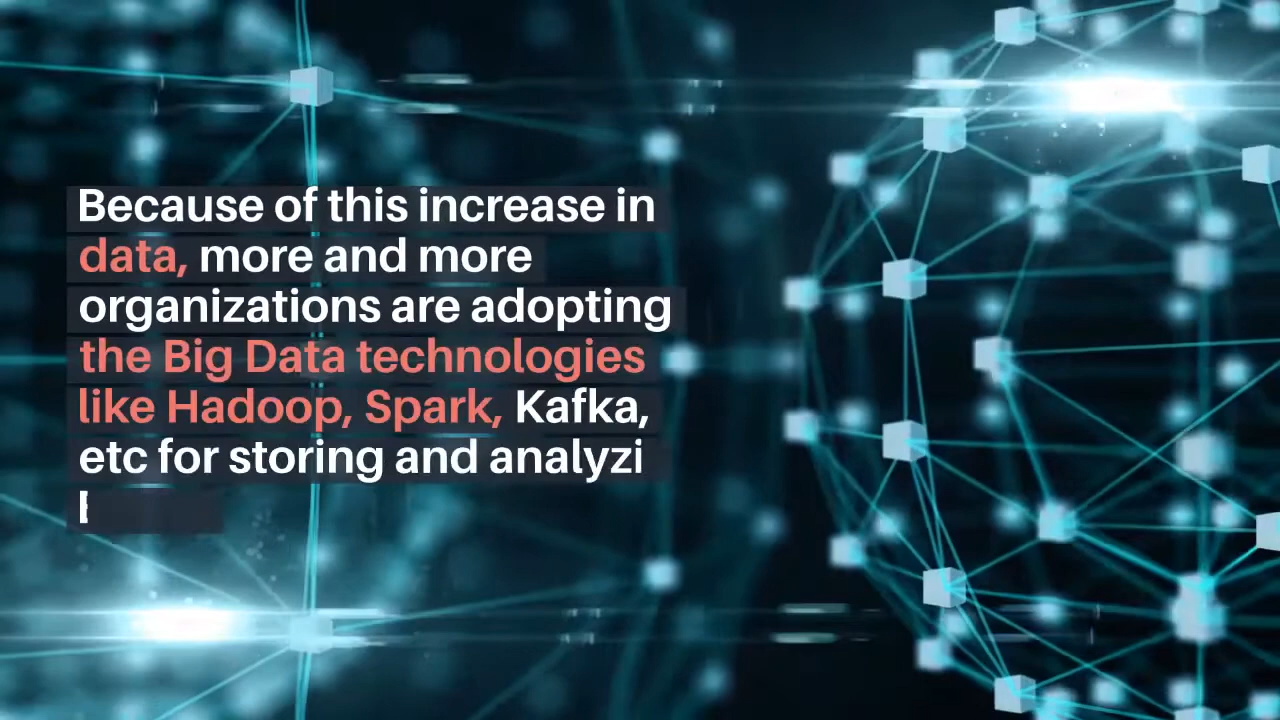 Because of this increase in
data, more and more
organizations are adopting
the Big Data technologies
like Hadoop, Spark, Kafka,
etc for storing and analyzi